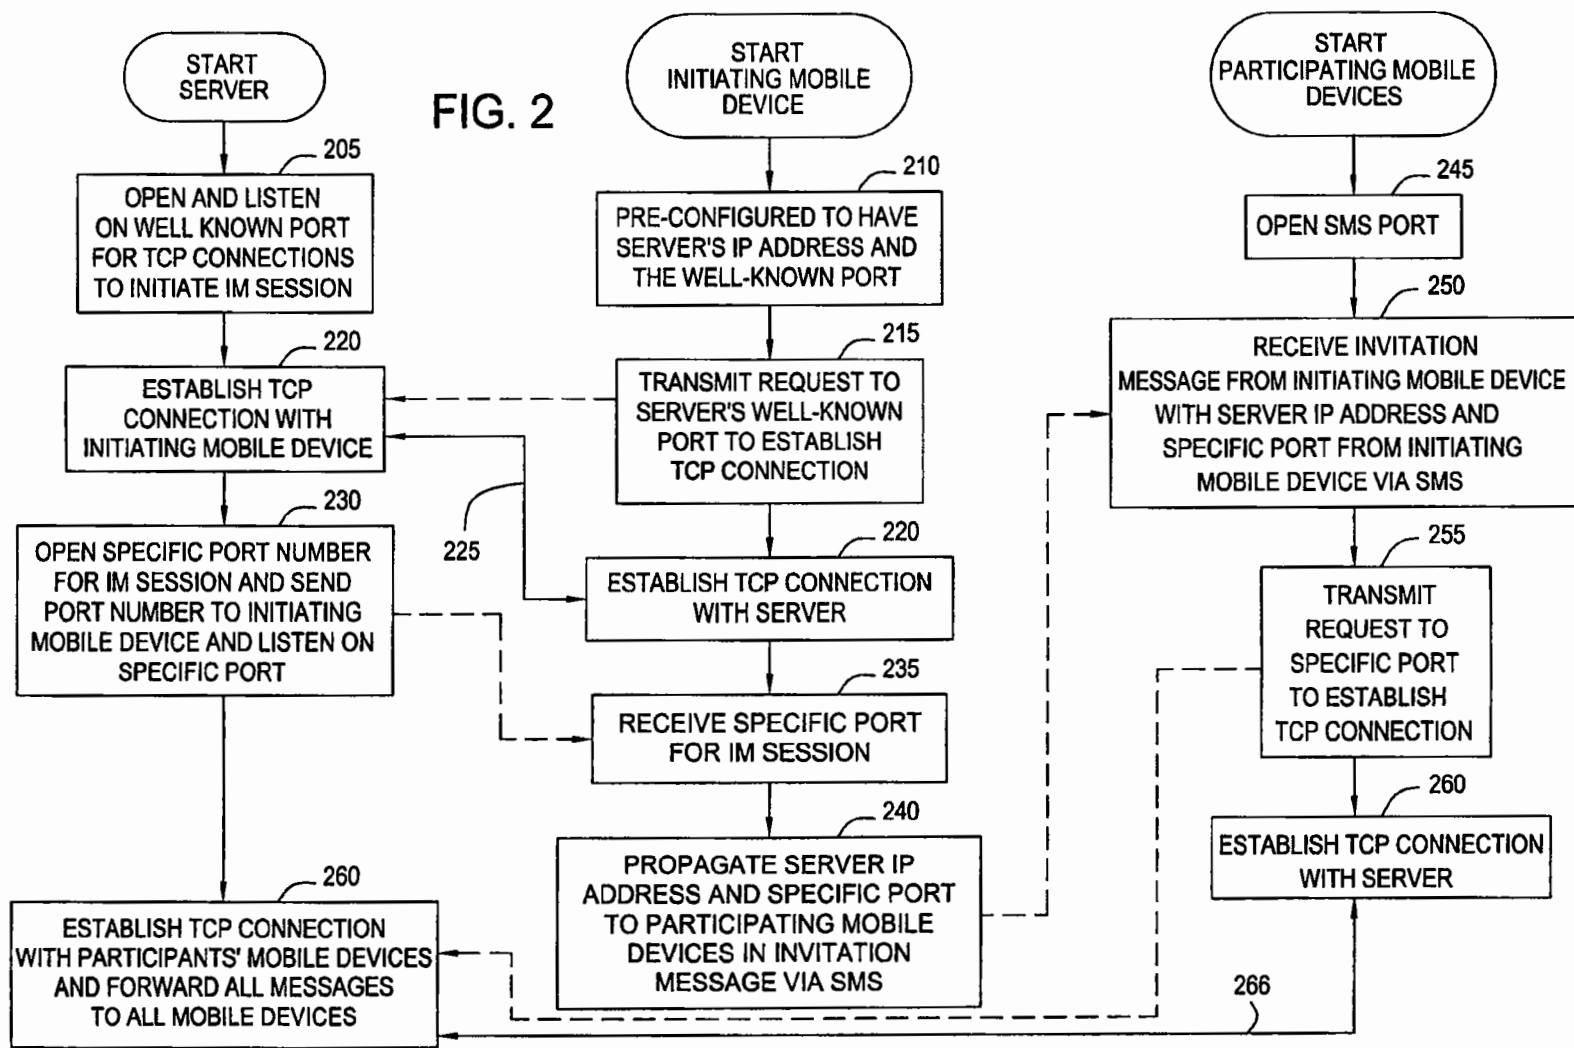 START
SERVER
FIG. 2
START
INITIATING MOBILE
DEVICE
START
PARTICIPATING MOBILE
DEVICES
205
OPEN AND LISTEN
ON WELL KNOWN PORT
FOR TCP CONNECTIONS
TO INITIATE IM SESSION
220
ESTABLISH TCP
CONNECTION WITH
INITIATING MOBILE DEVICE
230
OPEN SPECIFIC PORT NUMBER
FOR IM SESSION AND SEND
PORT NUMBER TO INITIATING
MOBILE DEVICE AND LISTEN ON
SPECIFIC PORT
260
ESTABLISH TCP CONNECTION
WITH PARTICIPANTS' MOBILE DEVICES
AND FORWARD ALL MESSAGES
TO ALL MOBILE DEVICES
210
PRE-CONFIGURED TO HAVE
SERVER'S IP ADDRESS AND
THE WELL-KNOWN PORT
215
TRANSMIT REQUEST TO
SERVER'S WELL-KNOWN
PORT TO ESTABLISH
TCP CONNECTION
225
220
ESTABLISH TCP CONNECTION
WITH SERVER
235
RECEIVE SPECIFIC PORT
FOR IM SESSION
240
PROPAGATE SERVER IP
ADDRESS AND SPECIFIC PORT
TO PARTICIPATING MOBILE
DEVICES IN INVITATION
MESSAGE VIA SMS
245
OPEN SMS PORT
250
RECEIVE INVITATION
MESSAGE FROM INITIATING MOBILE DEVICE
WITH SERVER IP ADDRESS AND
SPECIFIC PORT FROM INITIATING
MOBILE DEVICE VIA SMS
255
TRANSMIT
REQUEST TO
SPECIFIC PORT
TO ESTABLISH
TCP CONNECTION
260
ESTABLISH TCP CONNECTION
WITH SERVER
266